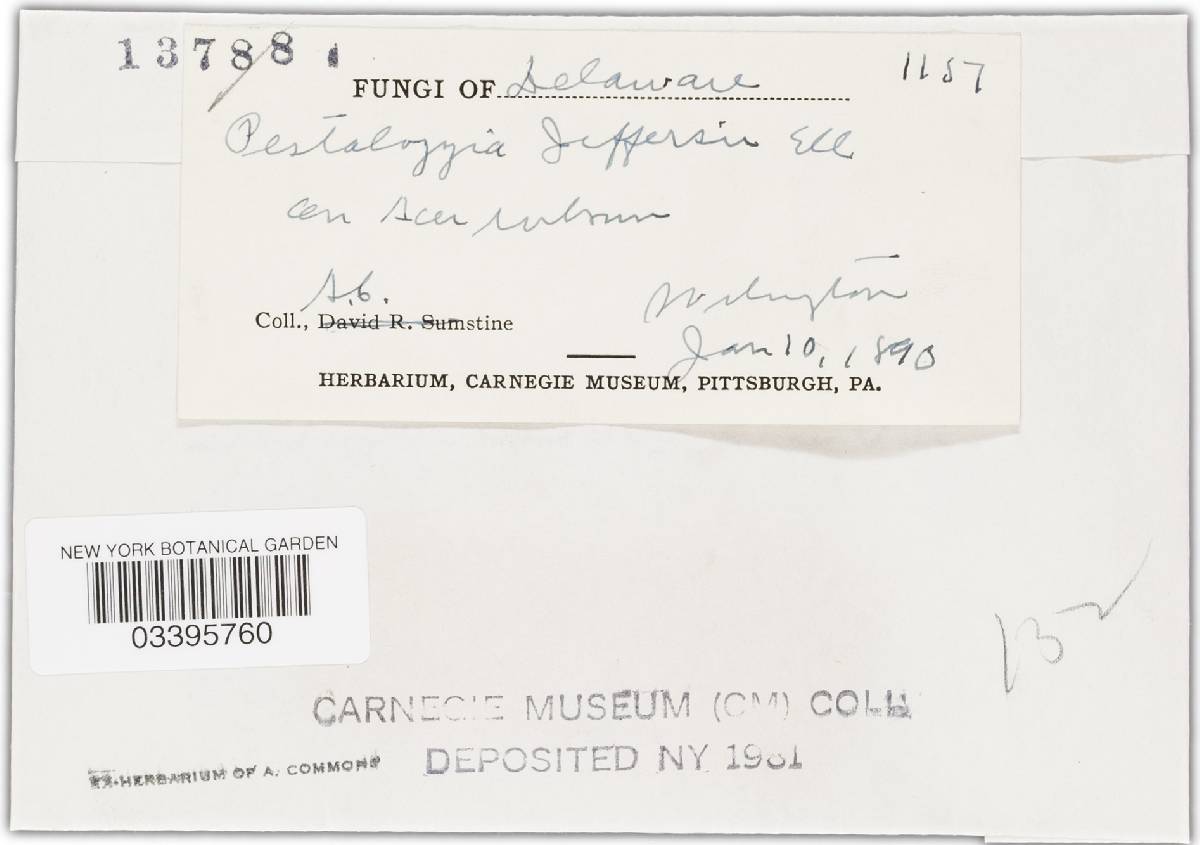 13788
FUNGI OF Delaware
1157
Pestalozzia Ell
on Acer rubrum
A.C.
Coll., David R. Sumstine
Wilmington
Jan 10, 1890
HERBARIUM, CARNEGIE MUSEUM, PITTSBURGH, PA.
NEW YORK BOTANICAL GARDEN
03395760
CARNEGIE MUSEUM (CM) COLL.
DEPOSITED NY 1981
EX-HERBARIUM OF A. COMMONS